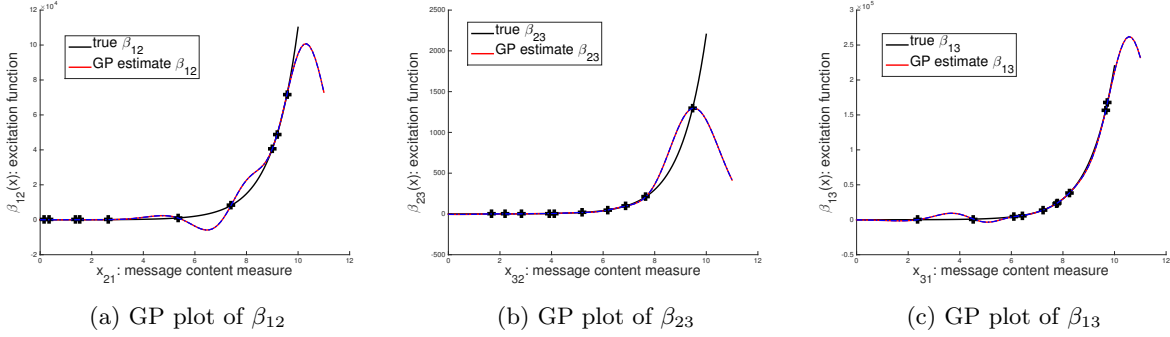 ×10⁴
12
10
8
6
4
2
0
-2
0 2 4 6 8 10 12
β₁₂(x): excitation function
x₂₁: message content measure
true β₁₂
GP estimate β₁₂
(a) GP plot of β₁₂
2500
2000
1500
1000
500
0
-500
0 2 4 6 8 10 12
β₂₃(x): excitation function
x₃₂: message content measure
true β₂₃
GP estimate β₂₃
(b) GP plot of β₂₃
×10⁵
3
2.5
2
1.5
1
0.5
0
-0.5
0 2 4 6 8 10 12
β₁₃(x): excitation function
x₃₁: message content measure
true β₁₃
GP estimate β₁₃
(c) GP plot of β₁₃